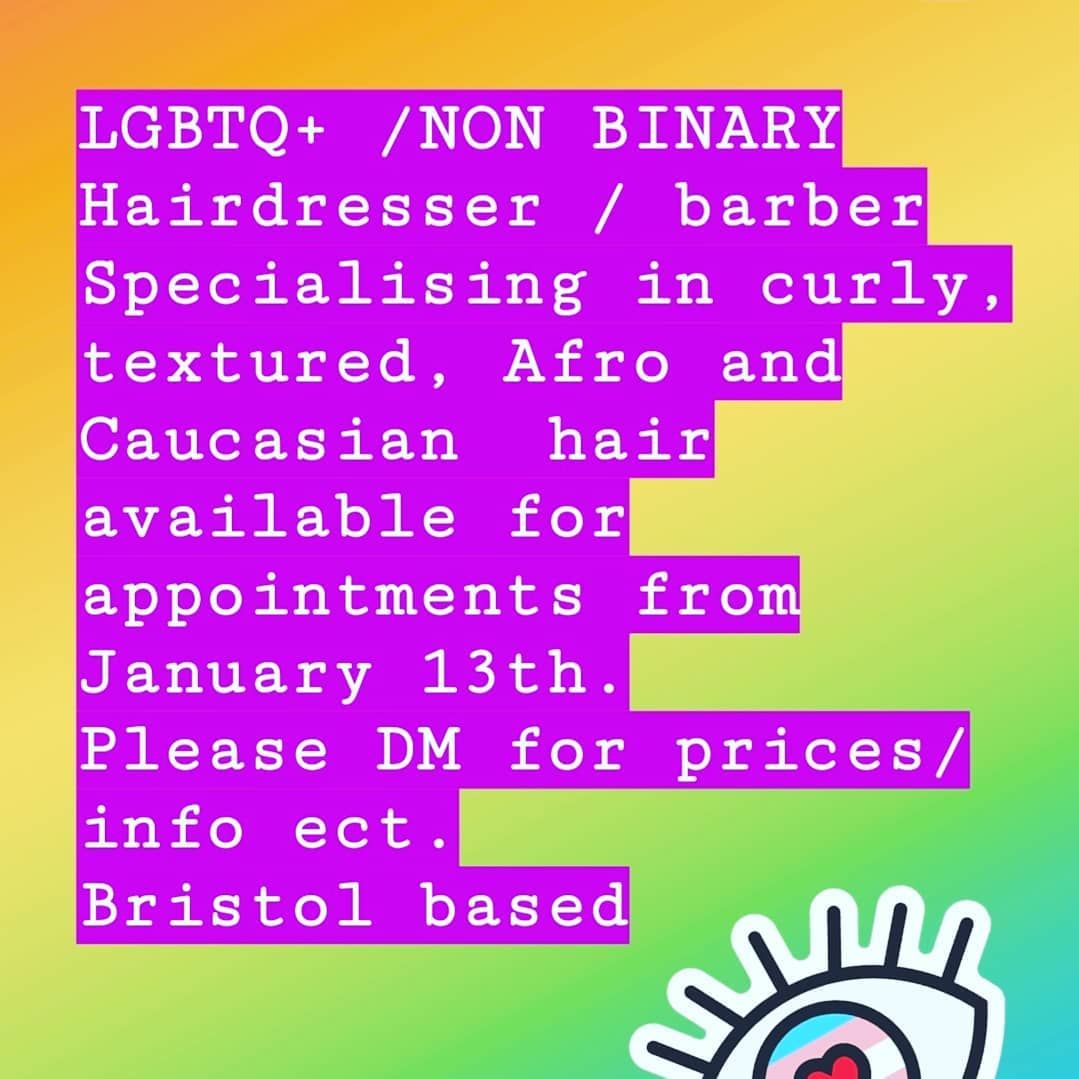 LGBTQ+ /NON BINARY
Hairdresser / barber
Specialising in curly,
textured, Afro and
Caucasian  hair
available for
appointments from
January 13th.
Please DM for prices/
info ect.
Bristol based